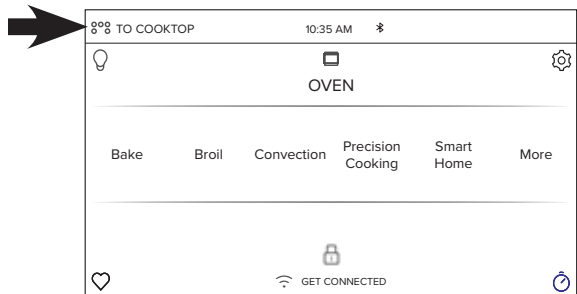 TO COOKTOP 10:35 AM
OVEN
Bake Broil Convection Precision Cooking Smart Home More
GET CONNECTED